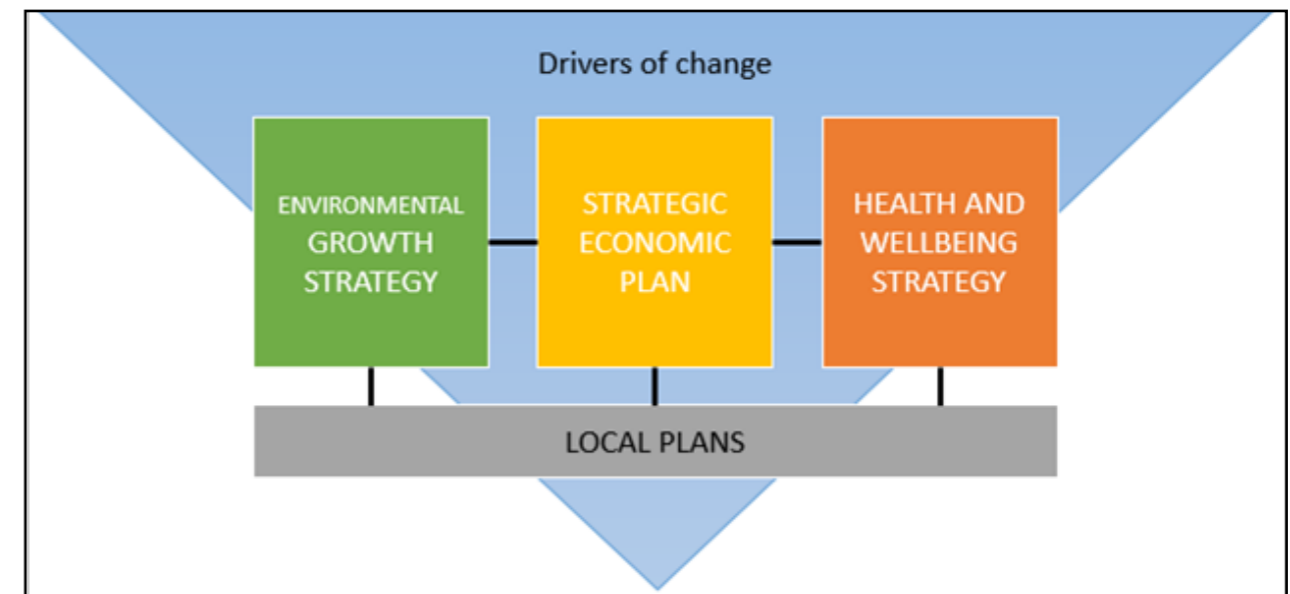 Drivers of change
ENVIRONMENTAL
GROWTH
STRATEGY
STRATEGIC
ECONOMIC
PLAN
HEALTH AND
WELLBEING
STRATEGY
LOCAL PLANS